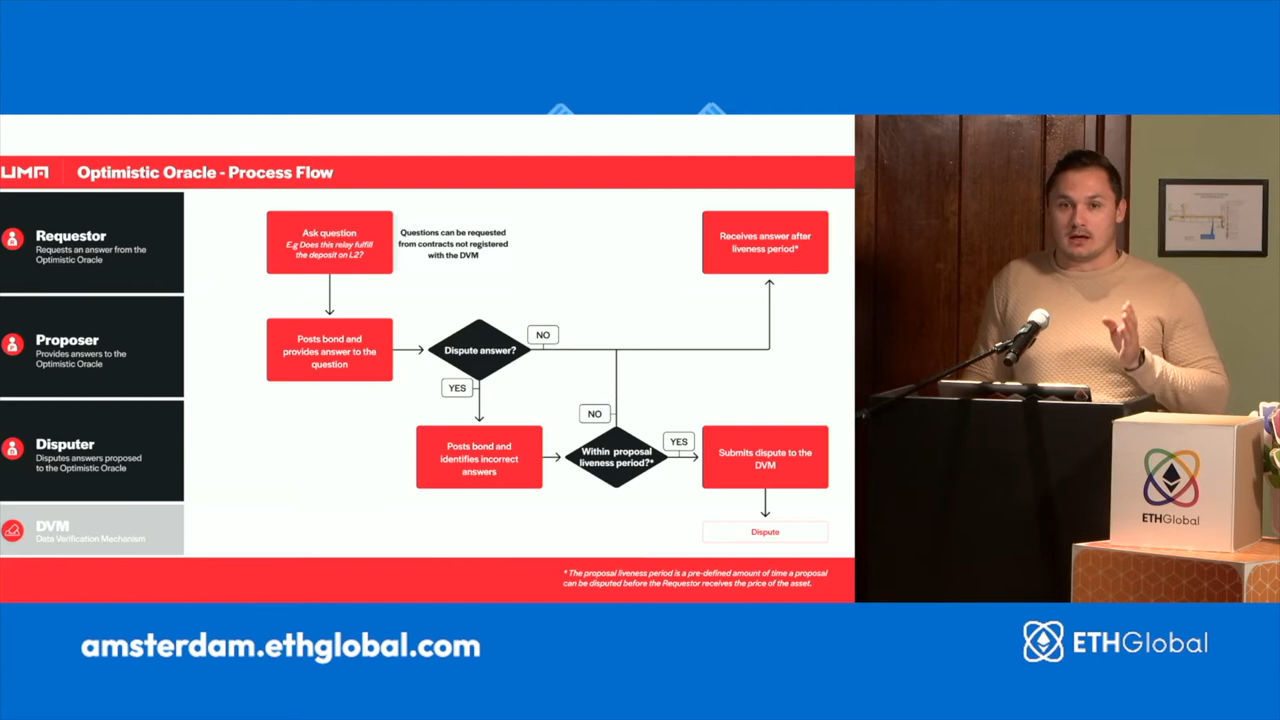 UMA
Optimistic Oracle - Process Flow
Requestor
Requests an answer from the
Optimistic Oracle
Ask question
E.g Does this relay fulfill
the deposit on L2?
Questions can be requested
from contracts not registered
with the DVM
Receives answer after
liveness period*
Proposer
Provides answers to the
Optimistic Oracle
Posts bond and
provides answer to the
question
Dispute answer?
NO
YES
Disputer
Disputes answers proposed
to the Optimistic Oracle
Posts bond and
identifies incorrect
answers
NO
Within proposal
liveness period?*
YES
Submits dispute to the
DVM
DVM
Data Verification Mechanism
Dispute
* The proposal liveness period is a pre-defined amount of time a proposal
can be disputed before the Requestor receives the price of the asset.
ETHGlobal
amsterdam.ethglobal.com
ETHGlobal